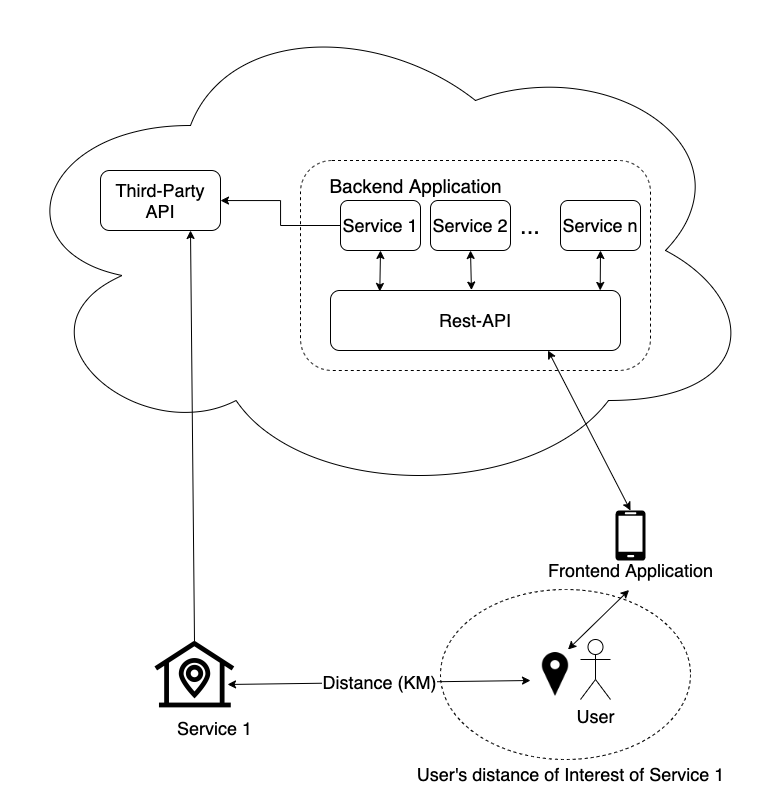 Third-Party
API
Backend Application
Service 1
Service 2
...
Service n
Rest-API
Frontend Application
Distance (KM)
User
Service 1
User's distance of Interest of Service 1